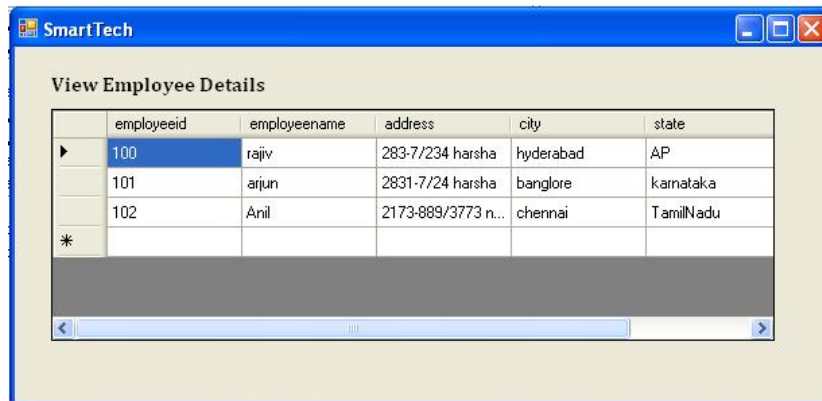 SmartTech
View Employee Details
employeeid employeename address city state
100 rajiv 283-7/234 harsha hyderabad AP
101 arjun 2831-7/24 harsha banglore karnataka
102 Anil 2173-889/3773 n... chennai TamilNadu